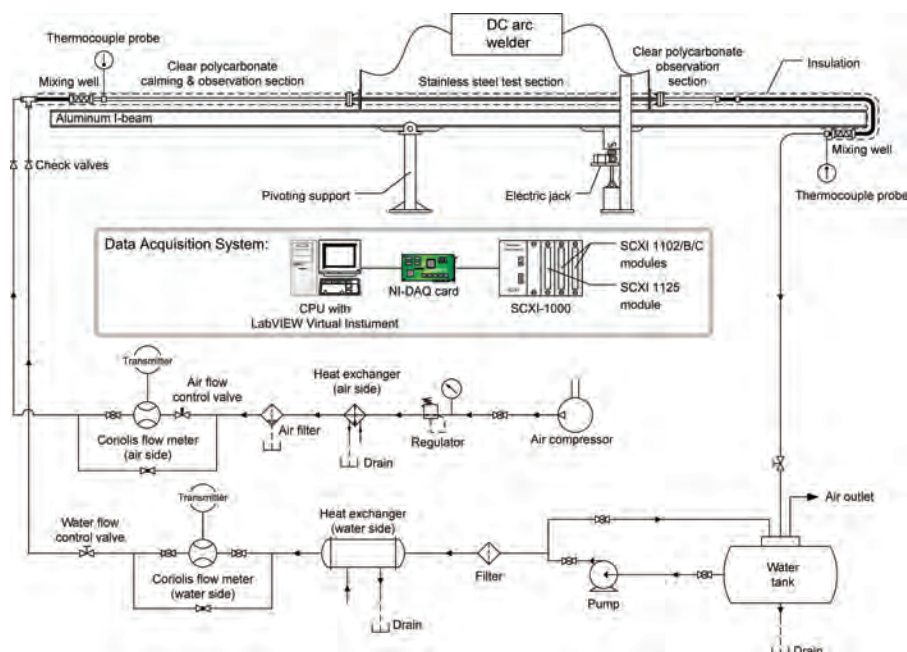 DC arc
welder
Thermocouple probe
Clear polycarbonate
calming & observation section
Mixing well
Stainless steel test section
Clear polycarbonate
observation
section
Insulation
Aluminum I-beam
Mixing well
Check valves
Pivoting support
Electric jack
Thermocouple probe
Data Acquisition System:
CPU with
LabVIEW Virtual Instument
NI-DAQ card
SCXI-1000
SCXI 1102/B/C
modules
SCXI 1125
module
Transmitter
Air flow
control valve
Heat exchanger
(air side)
Coriolis flow meter
(air side)
Air filter
Drain
Regulator
Air compressor
Transmitter
Water flow
control valve
Heat exchanger
(water side)
Air outlet
Coriolis flow meter
(water side)
Filter
Pump
Water
tank
Drain
Drain